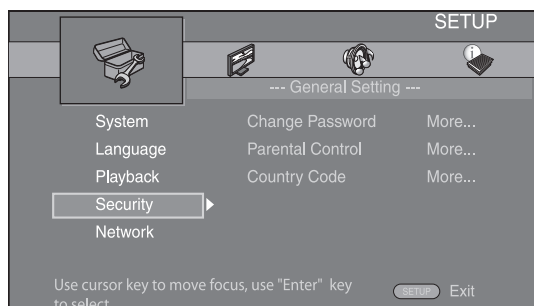 SETUP
--- General Setting ---
System Change Password More...
Language Parental Control More...
Playback Country Code More...
Security
Network
Use cursor key to move focus, use "Enter" key
to select
SETUP Exit